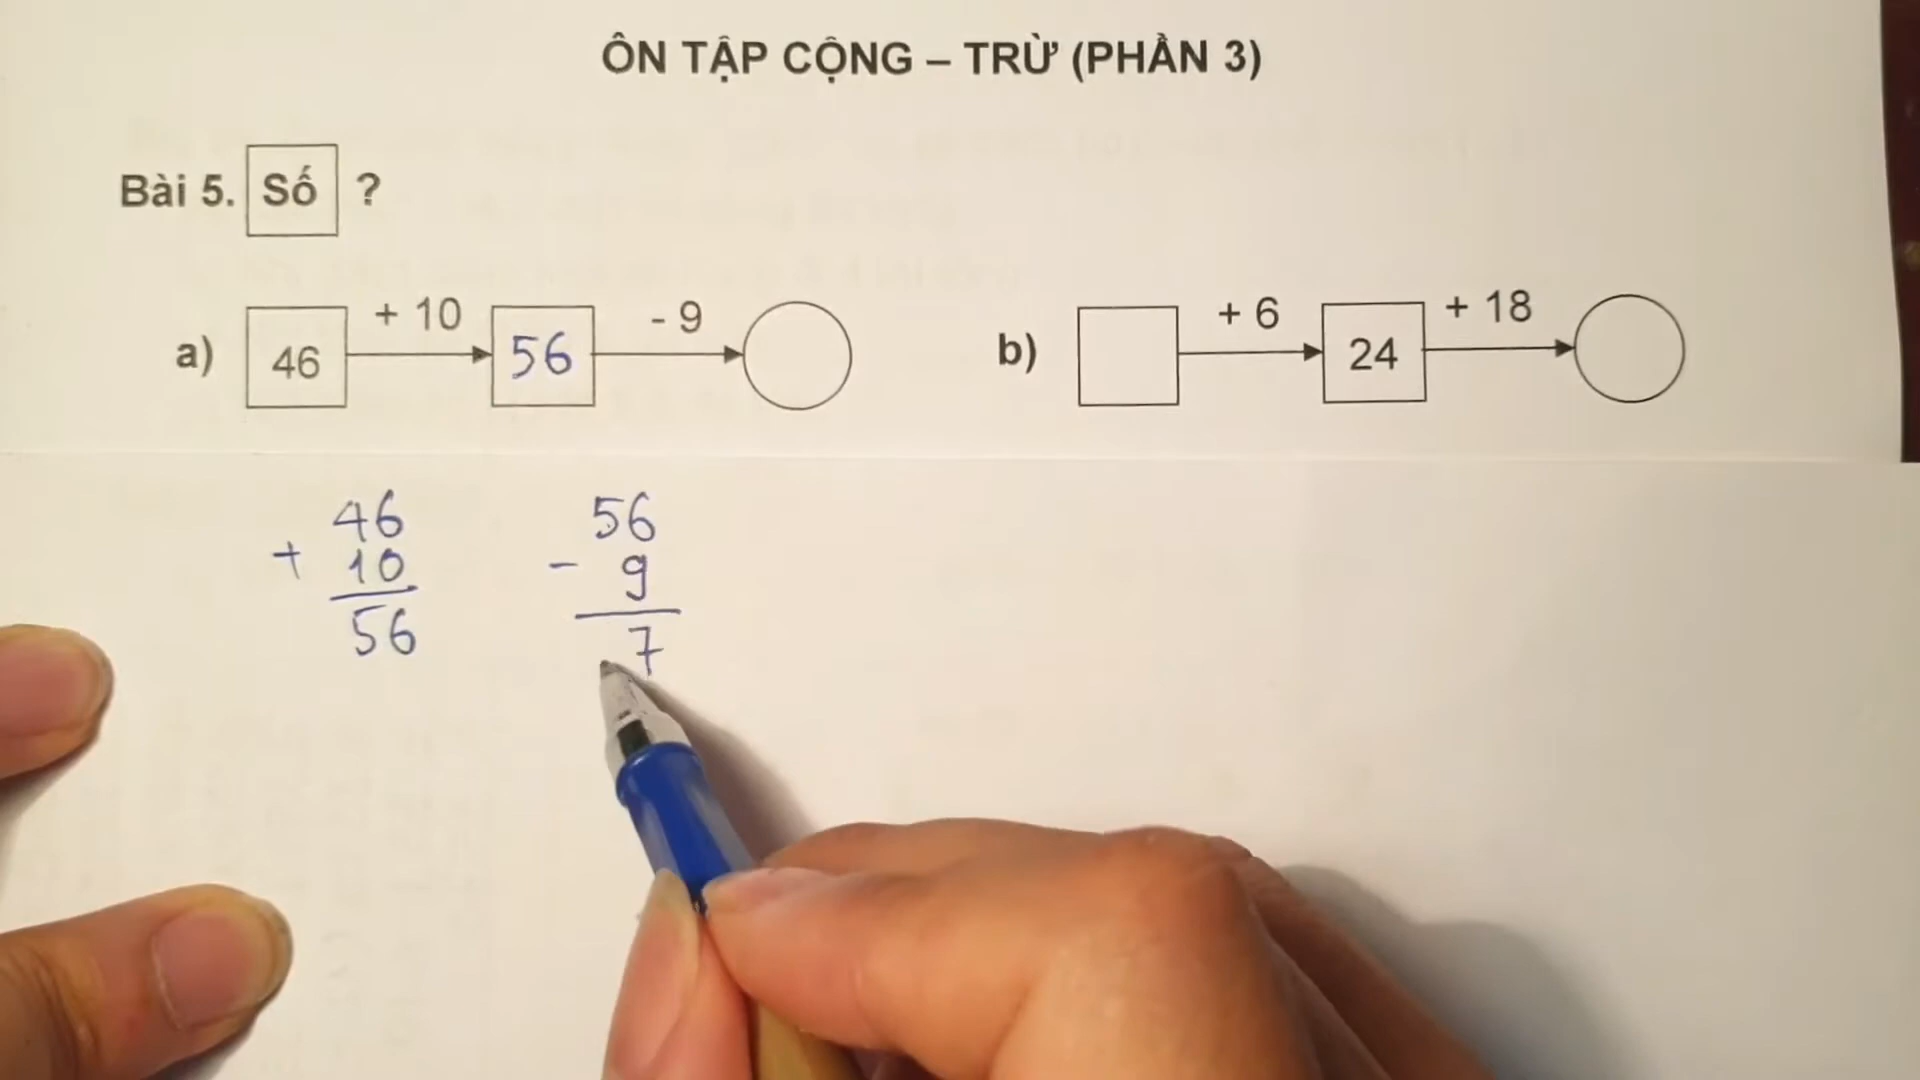 ÔN TẬP CỘNG – TRỪ (PHẦN 3)
Bài 5. Số ?
a) 46 + 10 56 - 9
b) + 6 24 + 18
46
+ 10
56
56
- 9
7